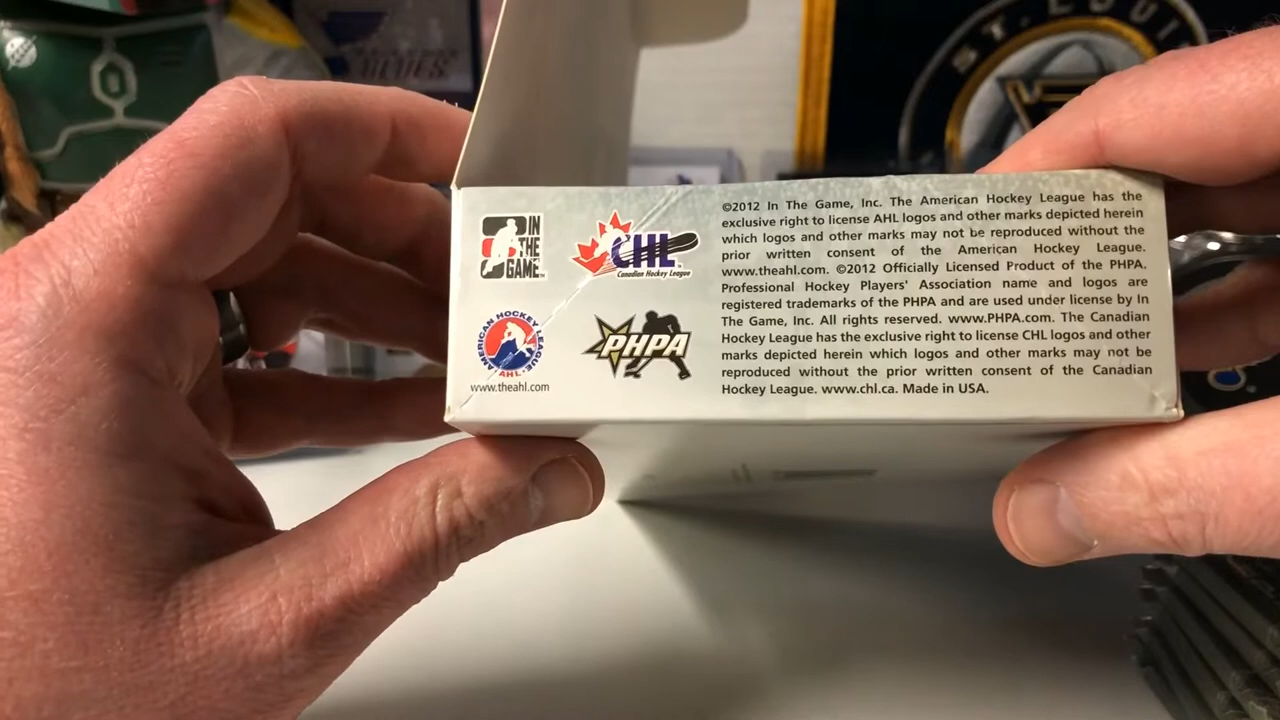 ST. LOUIS
BLUES
IN
THE
GAME
CHL
Canadian Hockey League
AMERICAN HOCKEY LEAGUE
AHL
www.theahl.com
PHPA
©2012 In The Game, Inc. The American Hockey League has the
exclusive right to license AHL logos and other marks depicted herein
which logos and other marks may not be reproduced without the
prior written consent of the American Hockey League.
www.theahl.com. ©2012 Officially Licensed Product of the PHPA.
Professional Hockey Players' Association name and logos are
registered trademarks of the PHPA and are used under license by In
The Game, Inc. All rights reserved. www.PHPA.com. The Canadian
Hockey League has the exclusive right to license CHL logos and other
marks depicted herein which logos and other marks may not be
reproduced without the prior written consent of the Canadian
Hockey League. www.chl.ca. Made in USA.